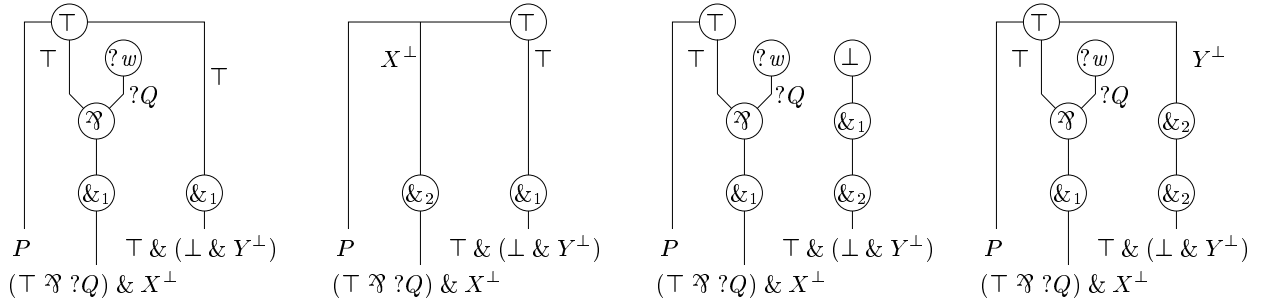 ⊤ ⊤ ⊤ ⊤
⊤ ?w X⊥ ⊤ ⊤ ?w ⊥ ⊤ ?w Y⊥
⊤
?Q ?Q ?Q
⅋ ⅋ &₁ ⅋ &₂
&₁ &₁ &₂ &₁ &₁ &₂ &₁ &₂
P ⊤ & (⊥ & Y⊥) P ⊤ & (⊥ & Y⊥) P ⊤ & (⊥ & Y⊥) P ⊤ & (⊥ & Y⊥)
(⊤ ⅋ ?Q) & X⊥ (⊤ ⅋ ?Q) & X⊥ (⊤ ⅋ ?Q) & X⊥ (⊤ ⅋ ?Q) & X⊥